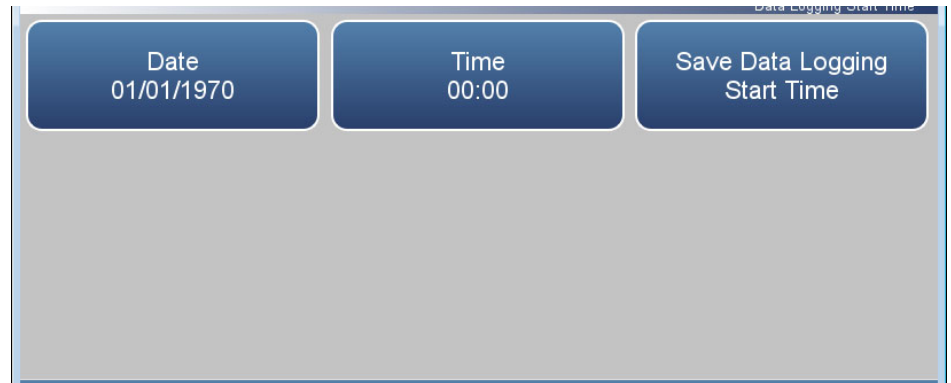 Data Logging Start Time
Date
01/01/1970
Time
00:00
Save Data Logging
Start Time